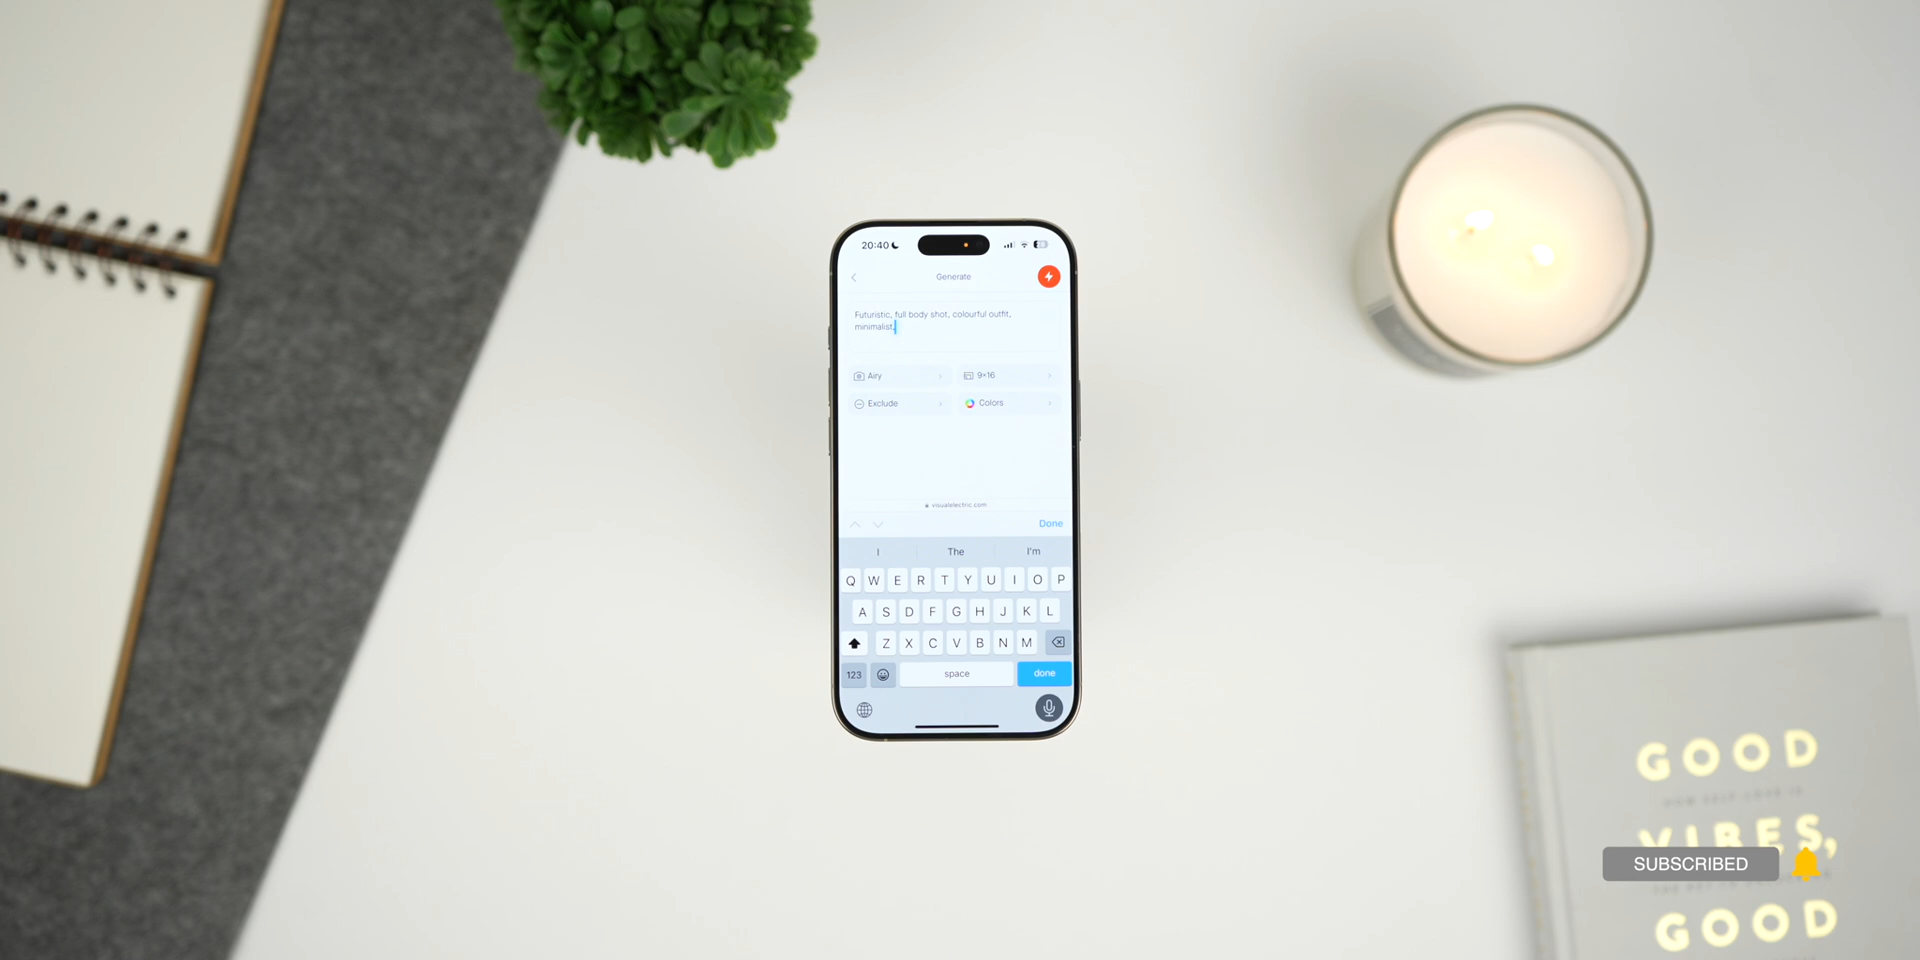 20:40
Generate
Futuristic, full body shot, colourful outfit,
minimalist,
Airy
9×16
Exclude
Colors
visualelectric.com
Done
I The I'm
Q W E R T Y U I O P
A S D F G H J K L
Z X C V B N M
123 space done
GOOD
VIBES,
SUBSCRIBED
GOOD